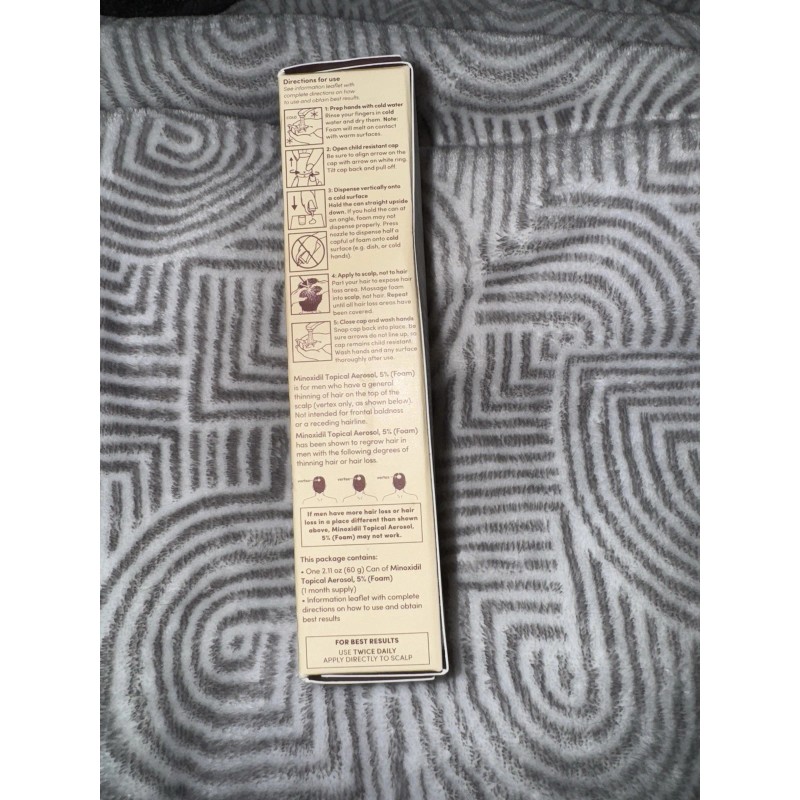 Directions for use
See information leaflet with
complete directions on how
to use and obtain best results.
1: Prep hands with cold water
Rinse your fingers in cold
water and dry them. Note:
Foam will melt on contact
with warm surfaces.
2: Open child resistant cap
Be sure to align arrow on the
cap with arrow on white ring.
Tilt cap back and pull off.
3: Dispense vertically onto
a cold surface
Hold the can straight upside
down. If you hold the can at
an angle, foam may not
dispense properly. Press
nozzle to dispense half a
capful of foam onto cold
surface (e.g. dish, or cold
hands).
4: Apply to scalp, not to hair
Part your hair to expose hair
loss area. Massage foam
into scalp, not hair. Repeat
until all hair loss areas have
been covered.
5: Close cap and wash hands
Snap cap back into place, be
sure arrows do not line up, so
cap remains child resistant.
Wash hands and any surface
thoroughly after use.
Minoxidil Topical Aerosol, 5% (Foam)
is for men who have a general
thinning of hair on the top of the
scalp (vertex only, as shown below).
Not intended for frontal baldness
or a receding hairline.
Minoxidil Topical Aerosol, 5% (Foam)
has been shown to regrow hair in
men with the following degrees of
thinning hair or hair loss.
vertex vertex vertex
If men have more hair loss or hair
loss in a place different than shown
above, Minoxidil Topical Aerosol,
5% (Foam) may not work.
This package contains:
• One 2.11 oz (60 g) Can of Minoxidil
Topical Aerosol, 5% (Foam)
(1 month supply)
• Information leaflet with complete
directions on how to use and obtain
best results
FOR BEST RESULTS
USE TWICE DAILY
APPLY DIRECTLY TO SCALP